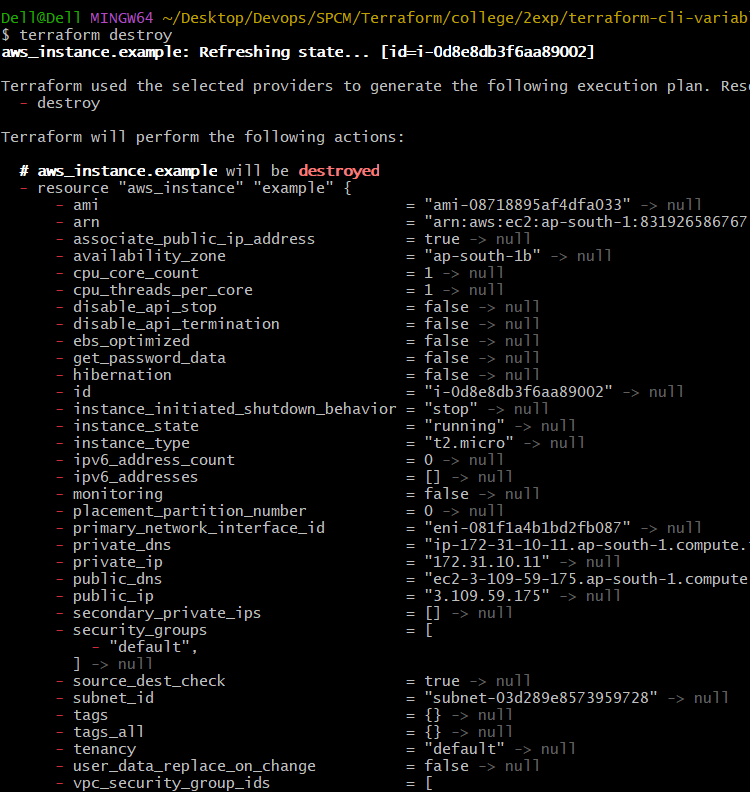 Dell@Dell MINGW64 ~/Desktop/Devops/SPCM/Terraform/college/2exp/terraform-cli-variabl
$ terraform destroy
aws_instance.example: Refreshing state... [id=i-0d8e8db3f6aa89002]
Terraform used the selected providers to generate the following execution plan. Res
- destroy
Terraform will perform the following actions:
# aws_instance.example will be destroyed
- resource "aws_instance" "example" {
- ami = "ami-08718895af4dfa033" -> null
- arn = "arn:aws:ec2:ap-south-1:831926586767
- associate_public_ip_address = true -> null
- availability_zone = "ap-south-1b" -> null
- cpu_core_count = 1 -> null
- cpu_threads_per_core = 1 -> null
- disable_api_stop = false -> null
- disable_api_termination = false -> null
- ebs_optimized = false -> null
- get_password_data = false -> null
- hibernation = false -> null
- id = "i-0d8e8db3f6aa89002" -> null
- instance_initiated_shutdown_behavior = "stop" -> null
- instance_state = "running" -> null
- instance_type = "t2.micro" -> null
- ipv6_address_count = 0 -> null
- ipv6_addresses = [] -> null
- monitoring = false -> null
- placement_partition_number = 0 -> null
- primary_network_interface_id = "eni-081f1a4b1bd2fb087" -> null
- private_dns = "ip-172-31-10-11.ap-south-1.compute.
- private_ip = "172.31.10.11" -> null
- public_dns = "ec2-3-109-59-175.ap-south-1.compute
- public_ip = "3.109.59.175" -> null
- secondary_private_ips = [] -> null
- security_groups = [
- "default",
] -> null
- source_dest_check = true -> null
- subnet_id = "subnet-03d289e8573959728" -> null
- tags = {} -> null
- tags_all = {} -> null
- tenancy = "default" -> null
- user_data_replace_on_change = false -> null
- vpc_security_group_ids = [